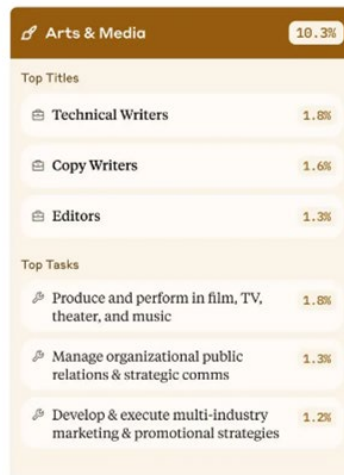 Arts & Media 10.3%
Top Titles
Technical Writers 1.8%
Copy Writers 1.6%
Editors 1.3%
Top Tasks
Produce and perform in film, TV, 1.8%
theater, and music
Manage organizational public 1.3%
relations & strategic comms
Develop & execute multi-industry 1.2%
marketing & promotional strategies